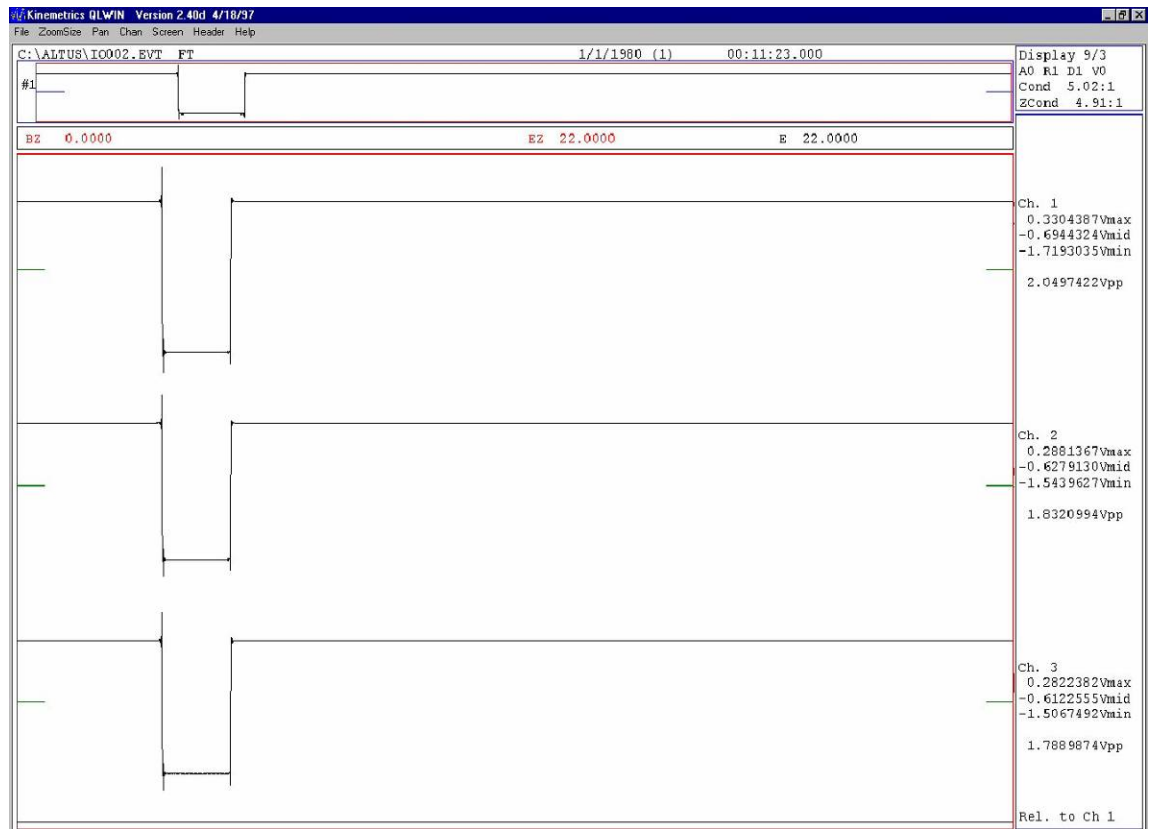 Kinemetrics QLWIN Version 2.40d 4/18/97
File ZoomSize Pan Chan Screen Header Help
C:\ALTUS\IO002.EVT FT 1/1/1980 (1) 00:11:23.000
Display 9/3
A0 R1 D1 V0
Cond 5.02:1
ZCond 4.91:1
#1
BZ 0.0000 EZ 22.0000 E 22.0000
Ch. 1
0.3304387Vmax
-0.6944324Vmid
-1.7193035Vmin
2.0497422Vpp
Ch. 2
0.2881367Vmax
-0.6279130Vmid
-1.5439627Vmin
1.8320994Vpp
Ch. 3
0.2822382Vmax
-0.6122555Vmid
-1.5067492Vmin
1.7889874Vpp
Rel. to Ch 1